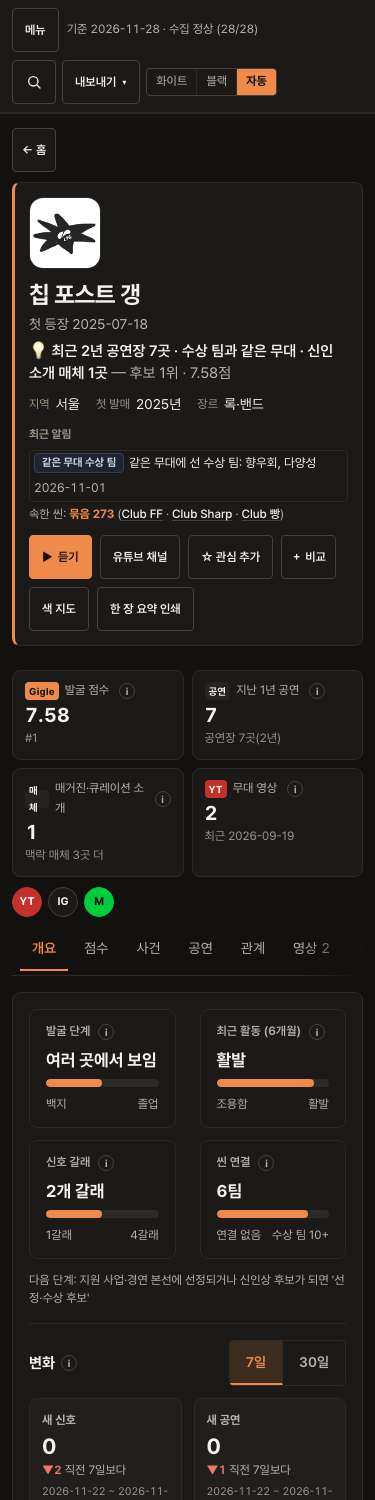 메뉴
기준 2026-11-28 · 수집 정상 (28/28)
내보내기 ▾
화이트 블랙 자동
← 홈
칩 포스트 갱
첫 등장 2025-07-18
💡 최근 2년 공연장 7곳 · 수상 팀과 같은 무대 · 신인
소개 매체 1곳 — 후보 1위 · 7.58점
지역 서울 첫 발매 2025년 장르 록·밴드
최근 알림
같은 무대 수상 팀 같은 무대에 선 수상 팀: 향우회, 다양성
2026-11-01
속한 씬: 묶음 273 (Club FF · Club Sharp · Club 빵)
▶ 듣기 유튜브 채널 ☆ 관심 추가 + 비교
색 지도 한 장 요약 인쇄
Gigle 발굴 점수 i
7.58
#1
공연 지난 1년 공연 i
7
공연장 7곳(2년)
매체 매거진·큐레이션 소개 i
1
맥락 매체 3곳 더
YT 무대 영상 i
2
최근 2026-09-19
YT IG M
개요 점수 사건 공연 관계 영상 2
발굴 단계 i
여러 곳에서 보임
백지 졸업
최근 활동 (6개월) i
활발
조용함 활발
신호 갈래 i
2개 갈래
1갈래 4갈래
씬 연결 i
6팀
연결 없음 수상 팀 10+
다음 단계: 지원 사업·경연 본선에 선정되거나 신인상 후보가 되면 '선
정·수상 후보'
변화 i
7일 30일
새 신호
0
▼2 직전 7일보다
2026-11-22 ~ 2026-11-
새 공연
0
▼1 직전 7일보다
2026-11-22 ~ 2026-11-